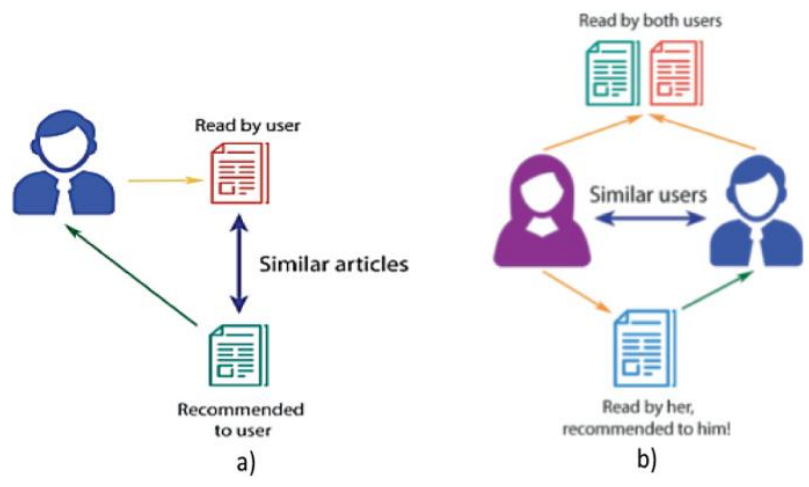 Read by user
Similar articles
Recommended
to user
a)
Read by both users
Similar users
Read by her,
recommended to him!
b)